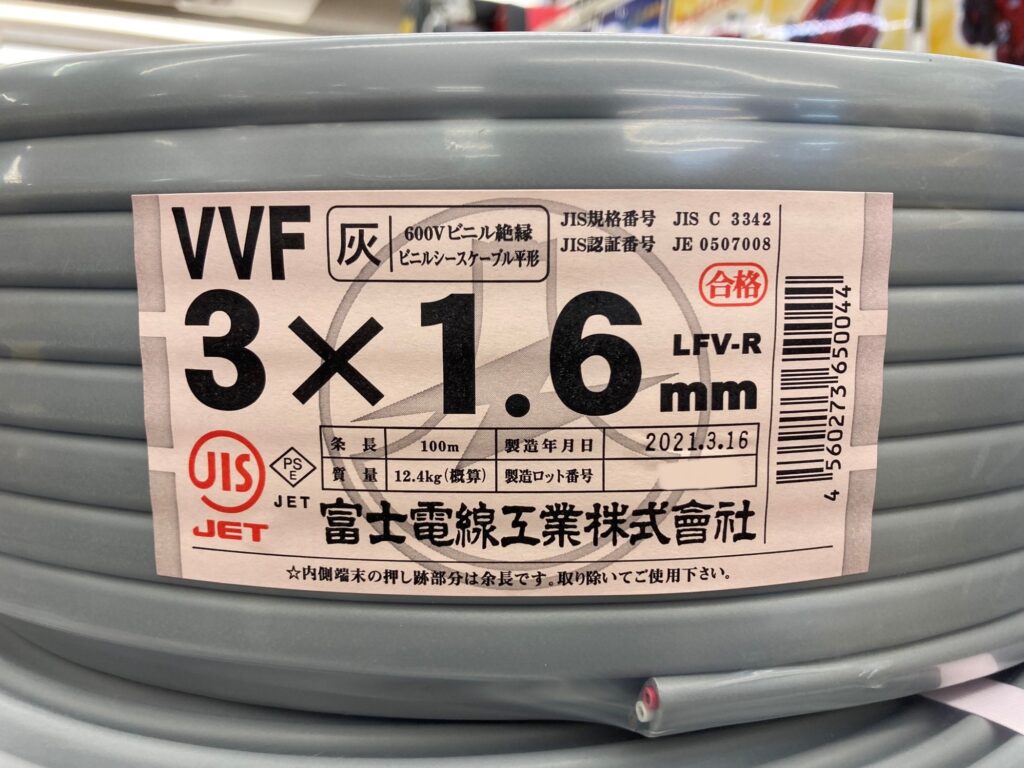 VVF
灰
600Vビニル絶縁
ビニルシースケーブル平形
JIS規格番号 JIS C 3342
JIS認証番号 JE 0507008
合格
3×1.6mm
LFV-R
条長 100m 製造年月日 2021.3.16
質量 12.4kg(概算) 製造ロット番号
JIS
JET
PS
E
JET
富士電線工業株式會社
☆内側端末の押し跡部分は余長です。取り除いてご使用下さい。
4560273650044